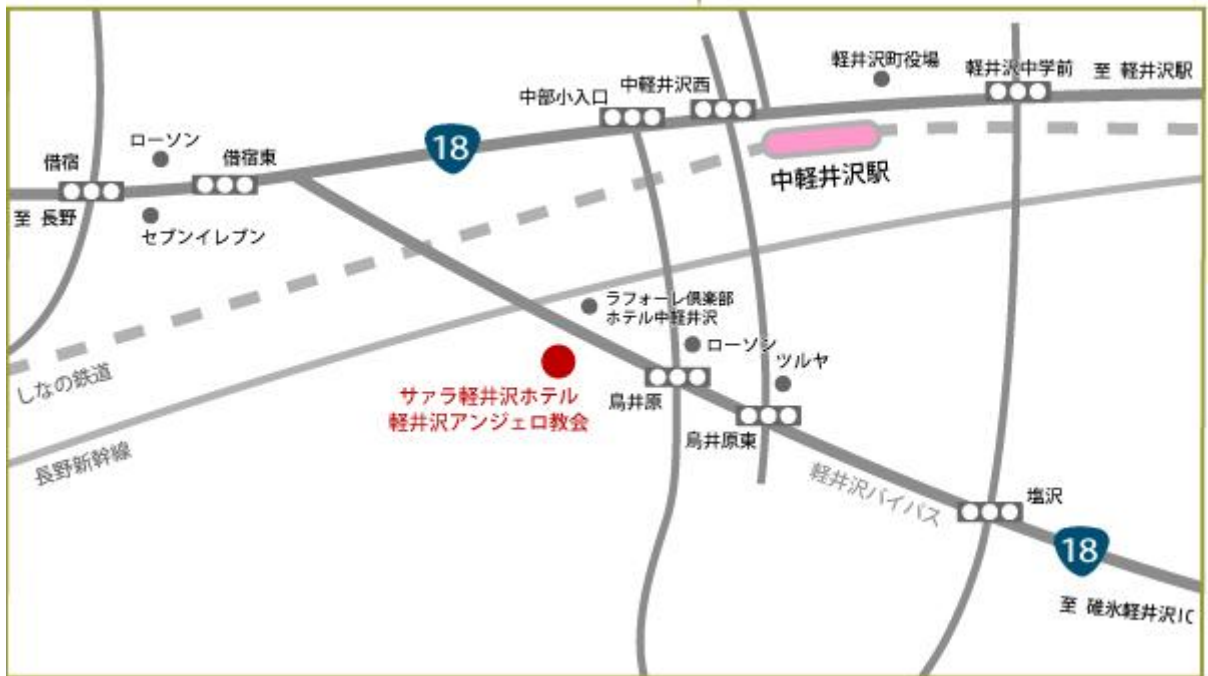 軽井沢町役場
軽井沢中学前
至 軽井沢駅
中軽井沢西
中部小入口
ローソン
18
借宿
借宿東
中軽井沢駅
至 長野
セブンイレブン
ラフォーレ倶楽部
ホテル中軽井沢
ローソン
ツルヤ
しなの鉄道
サァラ軽井沢ホテル
軽井沢アンジェロ教会
鳥井原
鳥井原東
長野新幹線
軽井沢バイパス
塩沢
18
至 碓氷軽井沢IC